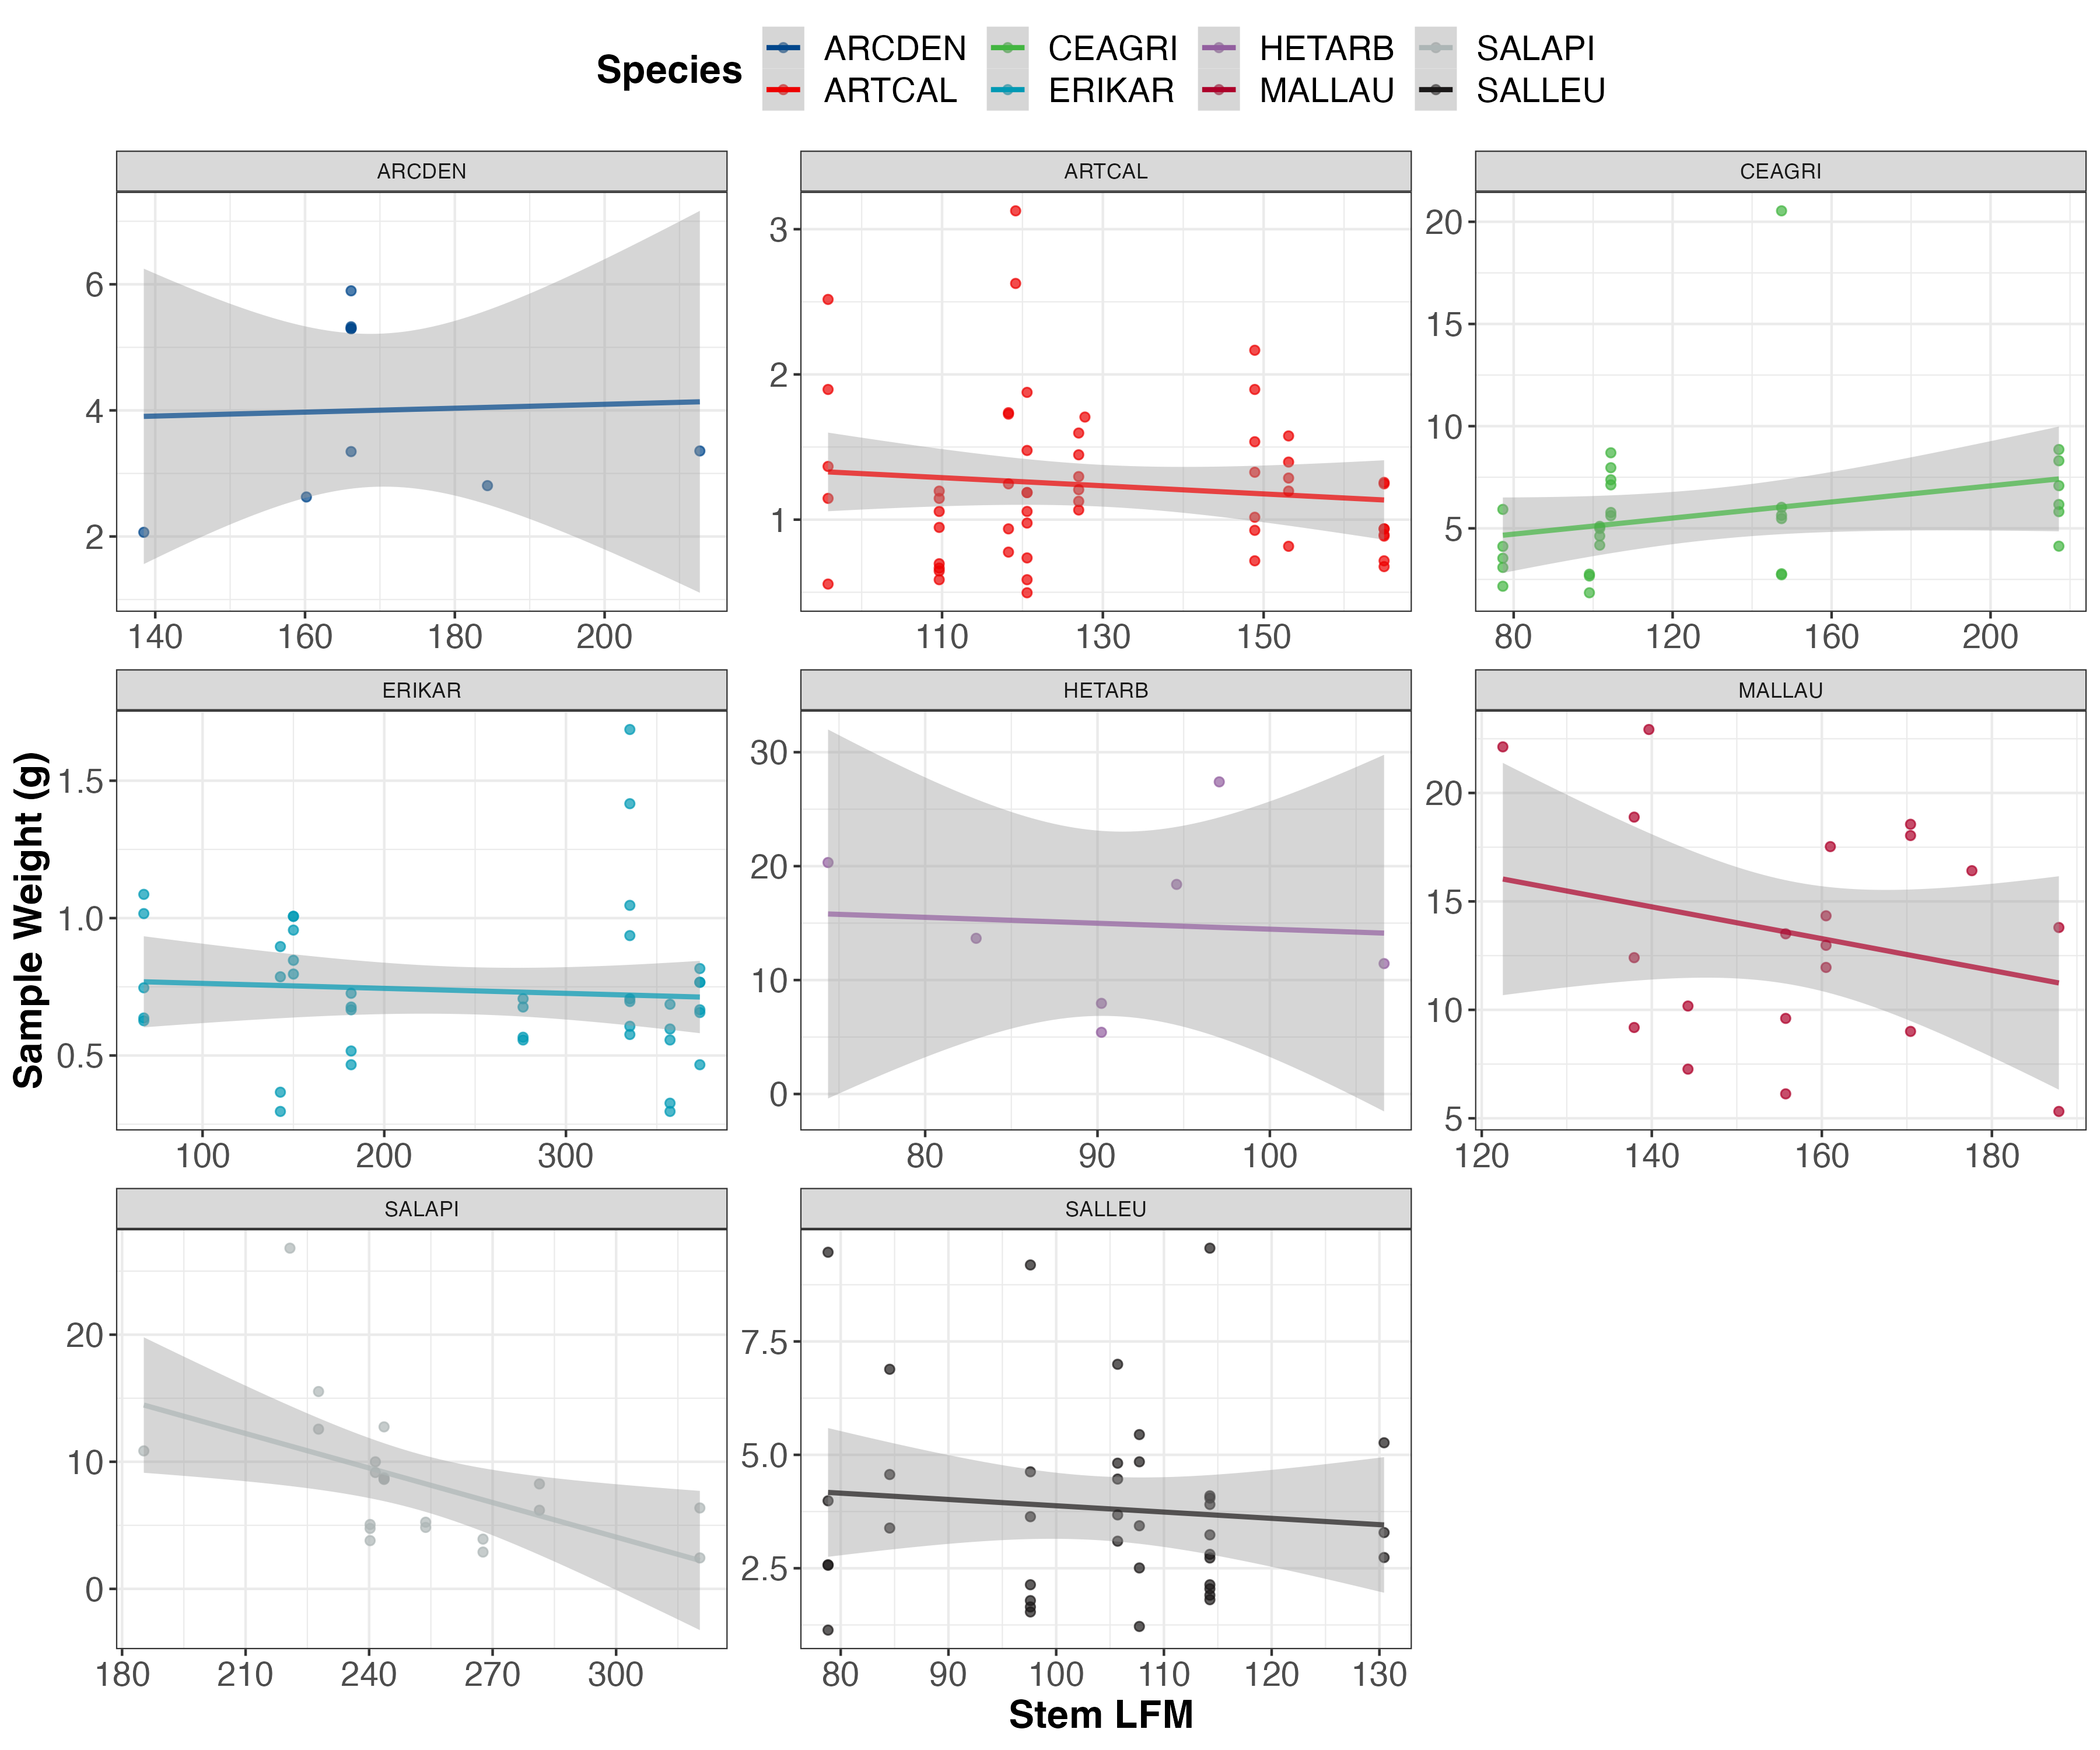 Species
ARCDEN CEAGRI HETARB SALAPI
ARTCAL ERIKAR MALLAU SALLEU
ARCDEN ARTCAL CEAGRI
6
4
2
140 160 180 200
3
2
1
110 130 150
20
15
10
5
80 120 160 200
ERIKAR HETARB MALLAU
Sample Weight (g)
1.5
1.0
0.5
100 200 300
30
20
10
0
80 90 100
20
15
10
5
120 140 160 180
SALAPI SALLEU
20
10
0
180 210 240 270 300
7.5
5.0
2.5
80 90 100 110 120 130
Stem LFM